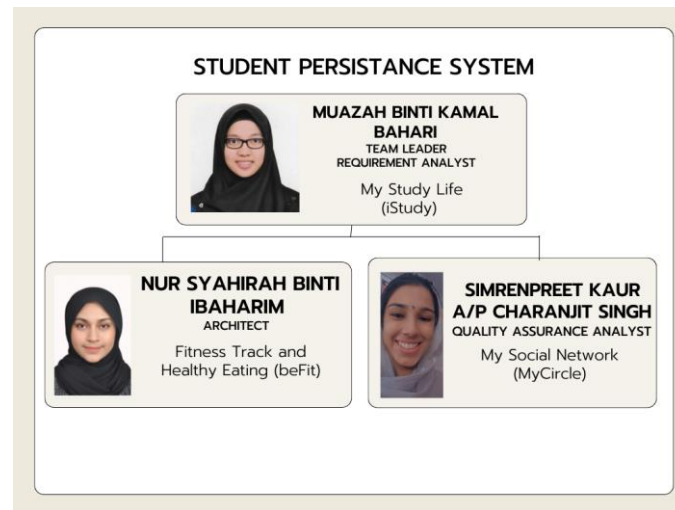 STUDENT PERSISTANCE SYSTEM
MUAZAH BINTI KAMAL
BAHARI
TEAM LEADER
REQUIREMENT ANALYST
My Study Life
(iStudy)
NUR SYAHIRAH BINTI
IBAHARIM
ARCHITECT
Fitness Track and
Healthy Eating (beFit)
SIMRENPREET KAUR
A/P CHARANJIT SINGH
QUALITY ASSURANCE ANALYST
My Social Network
(MyCircle)